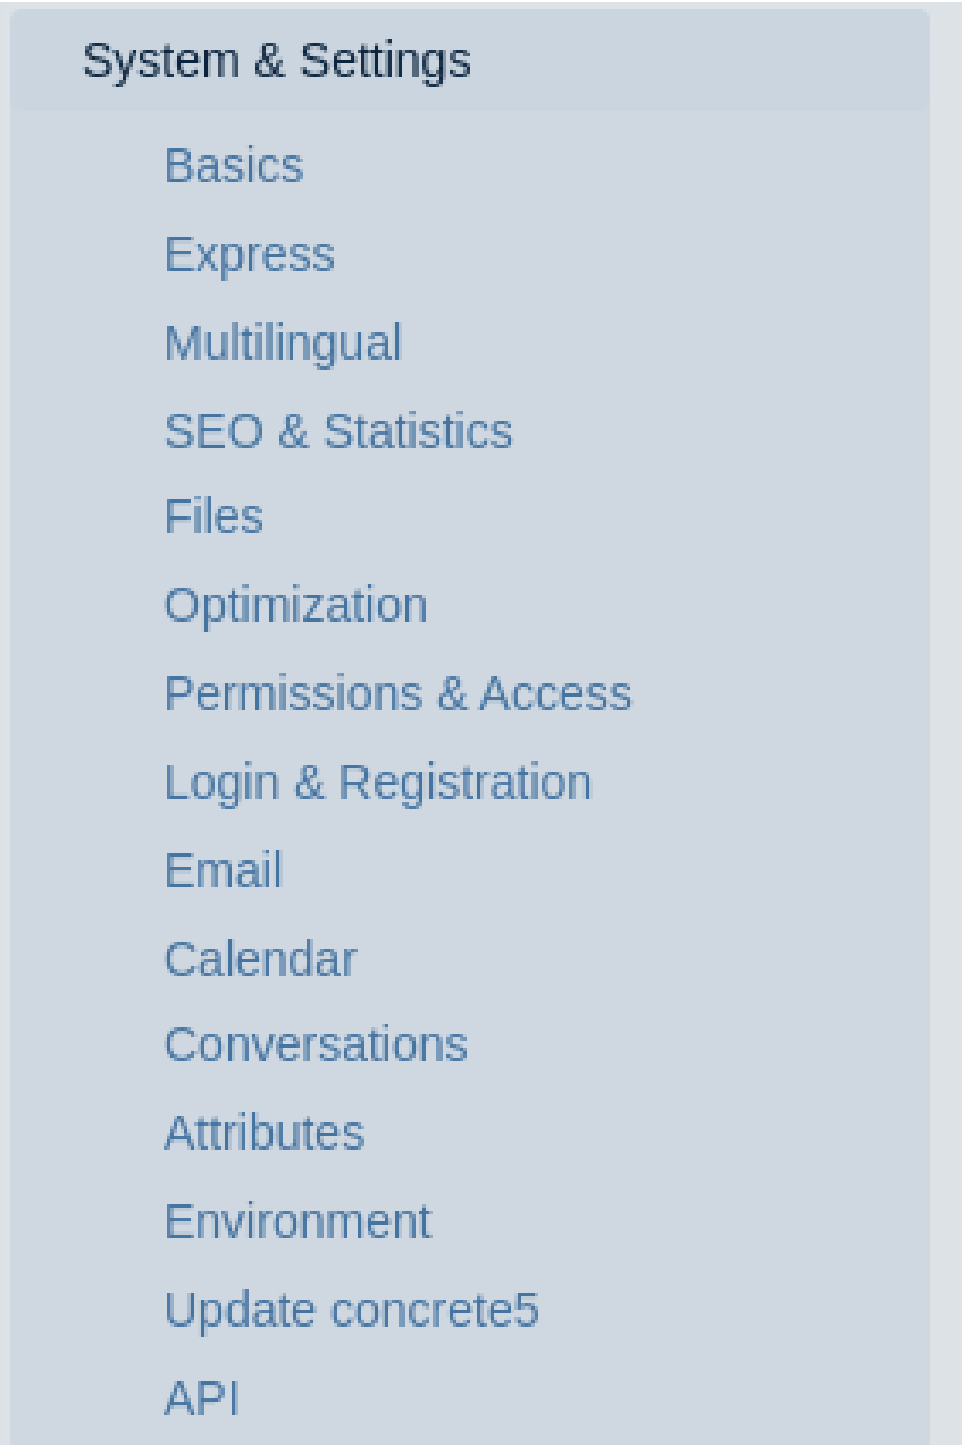 System & Settings
Basics
Express
Multilingual
SEO & Statistics
Files
Optimization
Permissions & Access
Login & Registration
Email
Calendar
Conversations
Attributes
Environment
Update concrete5
API